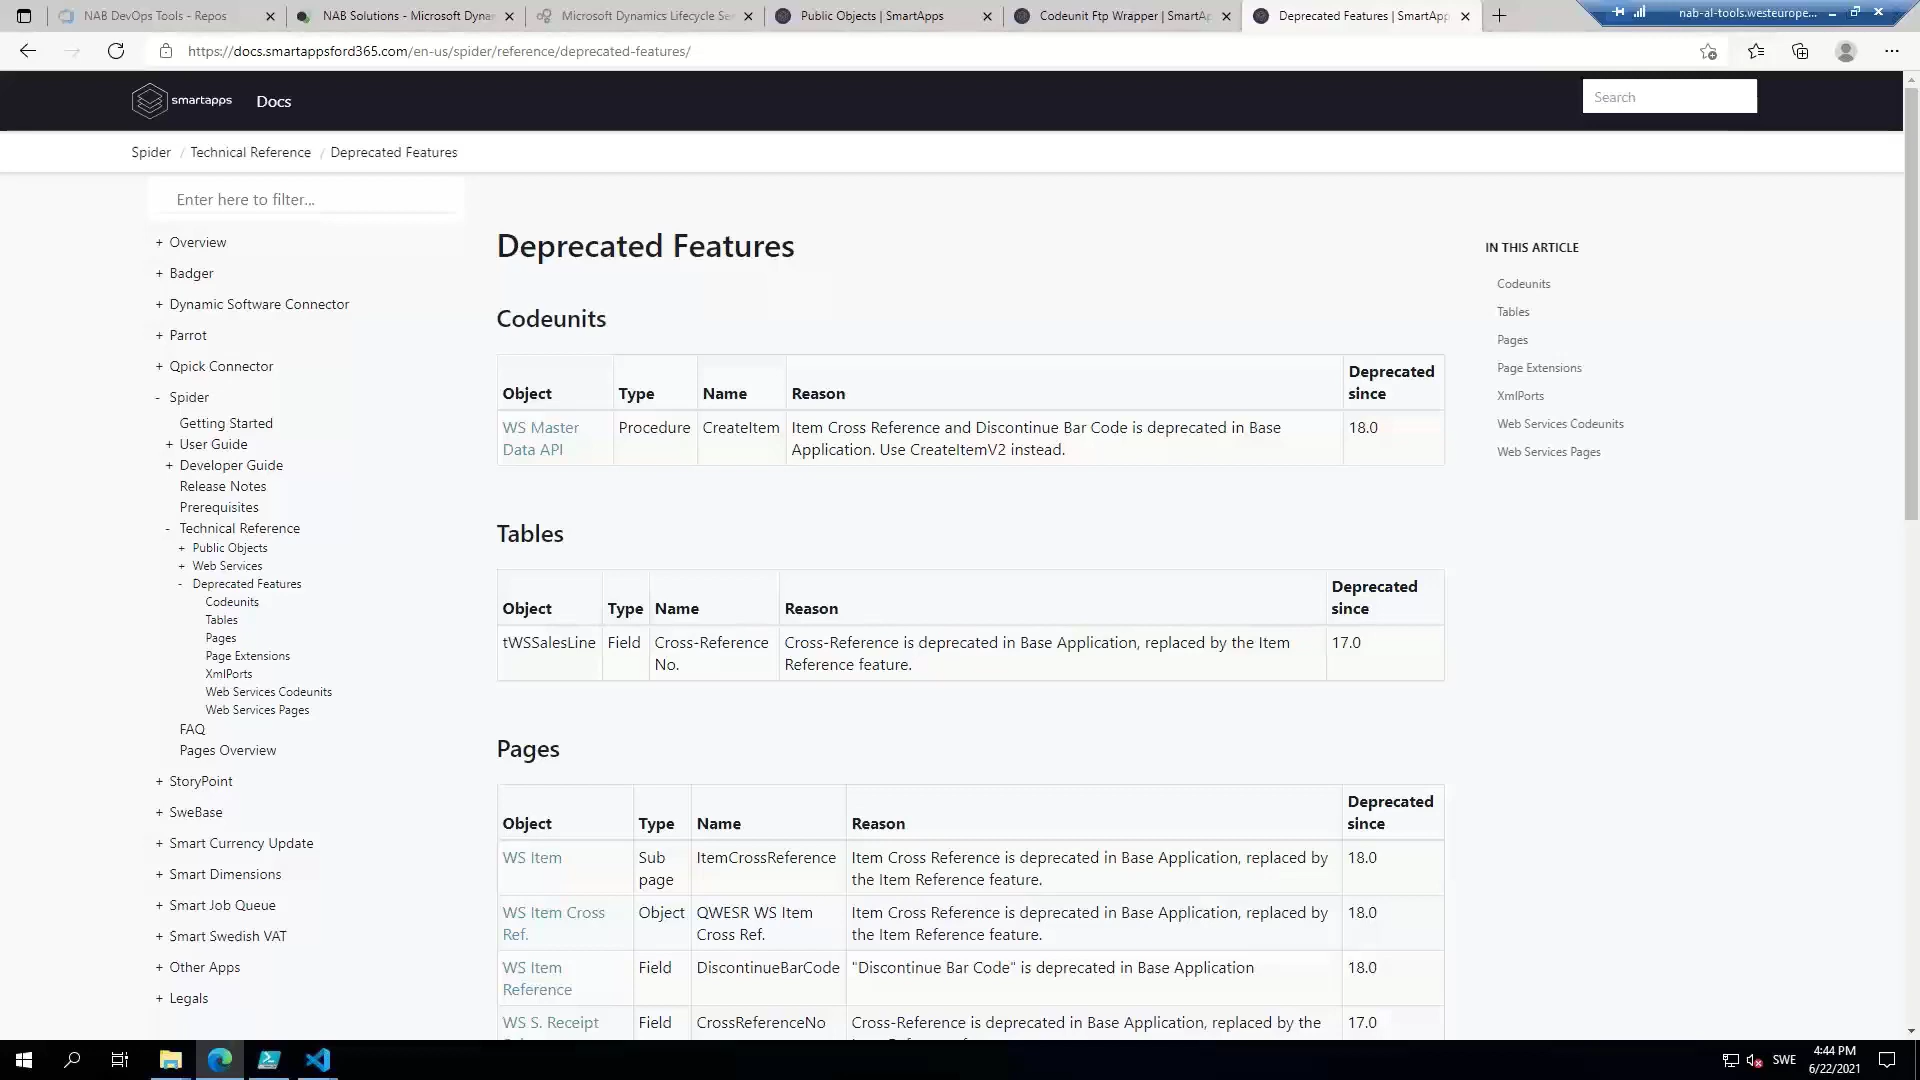 NAB DevOps Tools - Repos
NAB Solutions - Microsoft Dyna
Microsoft Dynamics Lifecycle Se
Public Objects | SmartApps
Codeunit Ftp Wrapper | SmartAp
Deprecated Features | SmartApp
nab-al-tools.westeurope...
https://docs.smartappsford365.com/en-us/spider/reference/deprecated-features/
smartapps
Docs
Search
Spider / Technical Reference / Deprecated Features
Enter here to filter...
+ Overview
+ Badger
+ Dynamic Software Connector
+ Parrot
+ Qpick Connector
- Spider
Getting Started
+ User Guide
+ Developer Guide
Release Notes
Prerequisites
- Technical Reference
+ Public Objects
+ Web Services
- Deprecated Features
Codeunits
Tables
Pages
Page Extensions
XmlPorts
Web Services Codeunits
Web Services Pages
FAQ
Pages Overview
+ StoryPoint
+ SweBase
+ Smart Currency Update
+ Smart Dimensions
+ Smart Job Queue
+ Smart Swedish VAT
+ Other Apps
+ Legals
Deprecated Features
Codeunits
Object Type Name Reason Deprecated since
WS Master Data API Procedure CreateItem Item Cross Reference and Discontinue Bar Code is deprecated in Base
Application. Use CreateItemV2 instead. 18.0
Tables
Object Type Name Reason Deprecated since
tWSSalesLine Field Cross-Reference No. Cross-Reference is deprecated in Base Application, replaced by the Item
Reference feature. 17.0
Pages
Object Type Name Reason Deprecated since
WS Item Sub page ItemCrossReference Item Cross Reference is deprecated in Base Application, replaced by
the Item Reference feature. 18.0
WS Item Cross Ref. Object QWESR WS Item Cross Ref. Item Cross Reference is deprecated in Base Application, replaced by
the Item Reference feature. 18.0
WS Item Reference Field DiscontinueBarCode "Discontinue Bar Code" is deprecated in Base Application 18.0
WS S. Receipt Field CrossReferenceNo Cross-Reference is deprecated in Base Application, replaced by the 17.0
IN THIS ARTICLE
Codeunits
Tables
Pages
Page Extensions
XmlPorts
Web Services Codeunits
Web Services Pages
SWE
4:44 PM
6/22/2021